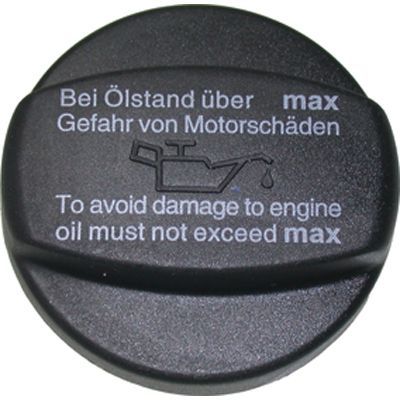 Bei Ölstand über max
Gefahr von Motorschäden
To avoid damage to engine
oil must not exceed max